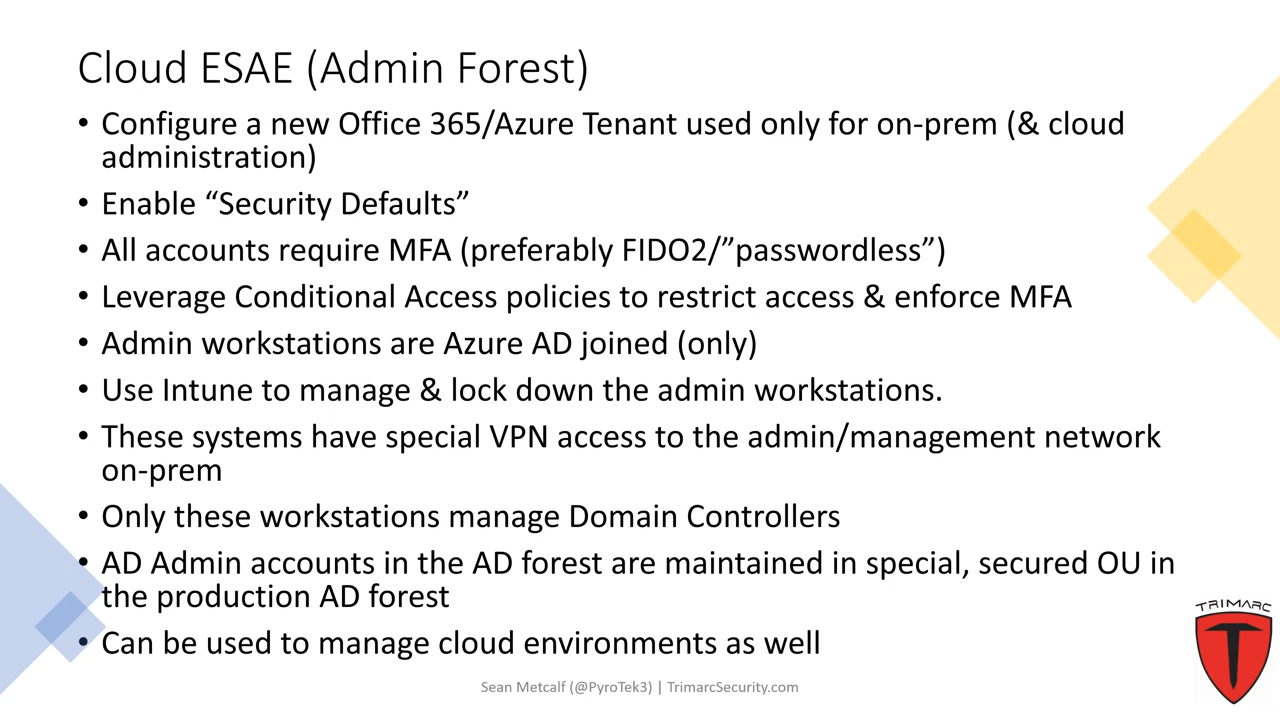 Cloud ESAE (Admin Forest)
• Configure a new Office 365/Azure Tenant used only for on-prem (& cloud
administration)
• Enable “Security Defaults”
• All accounts require MFA (preferably FIDO2/”passwordless”)
• Leverage Conditional Access policies to restrict access & enforce MFA
• Admin workstations are Azure AD joined (only)
• Use Intune to manage & lock down the admin workstations.
• These systems have special VPN access to the admin/management network
on-prem
• Only these workstations manage Domain Controllers
• AD Admin accounts in the AD forest are maintained in special, secured OU in
the production AD forest
• Can be used to manage cloud environments as well
TRIMARC
Sean Metcalf (@PyroTek3) | TrimarcSecurity.com